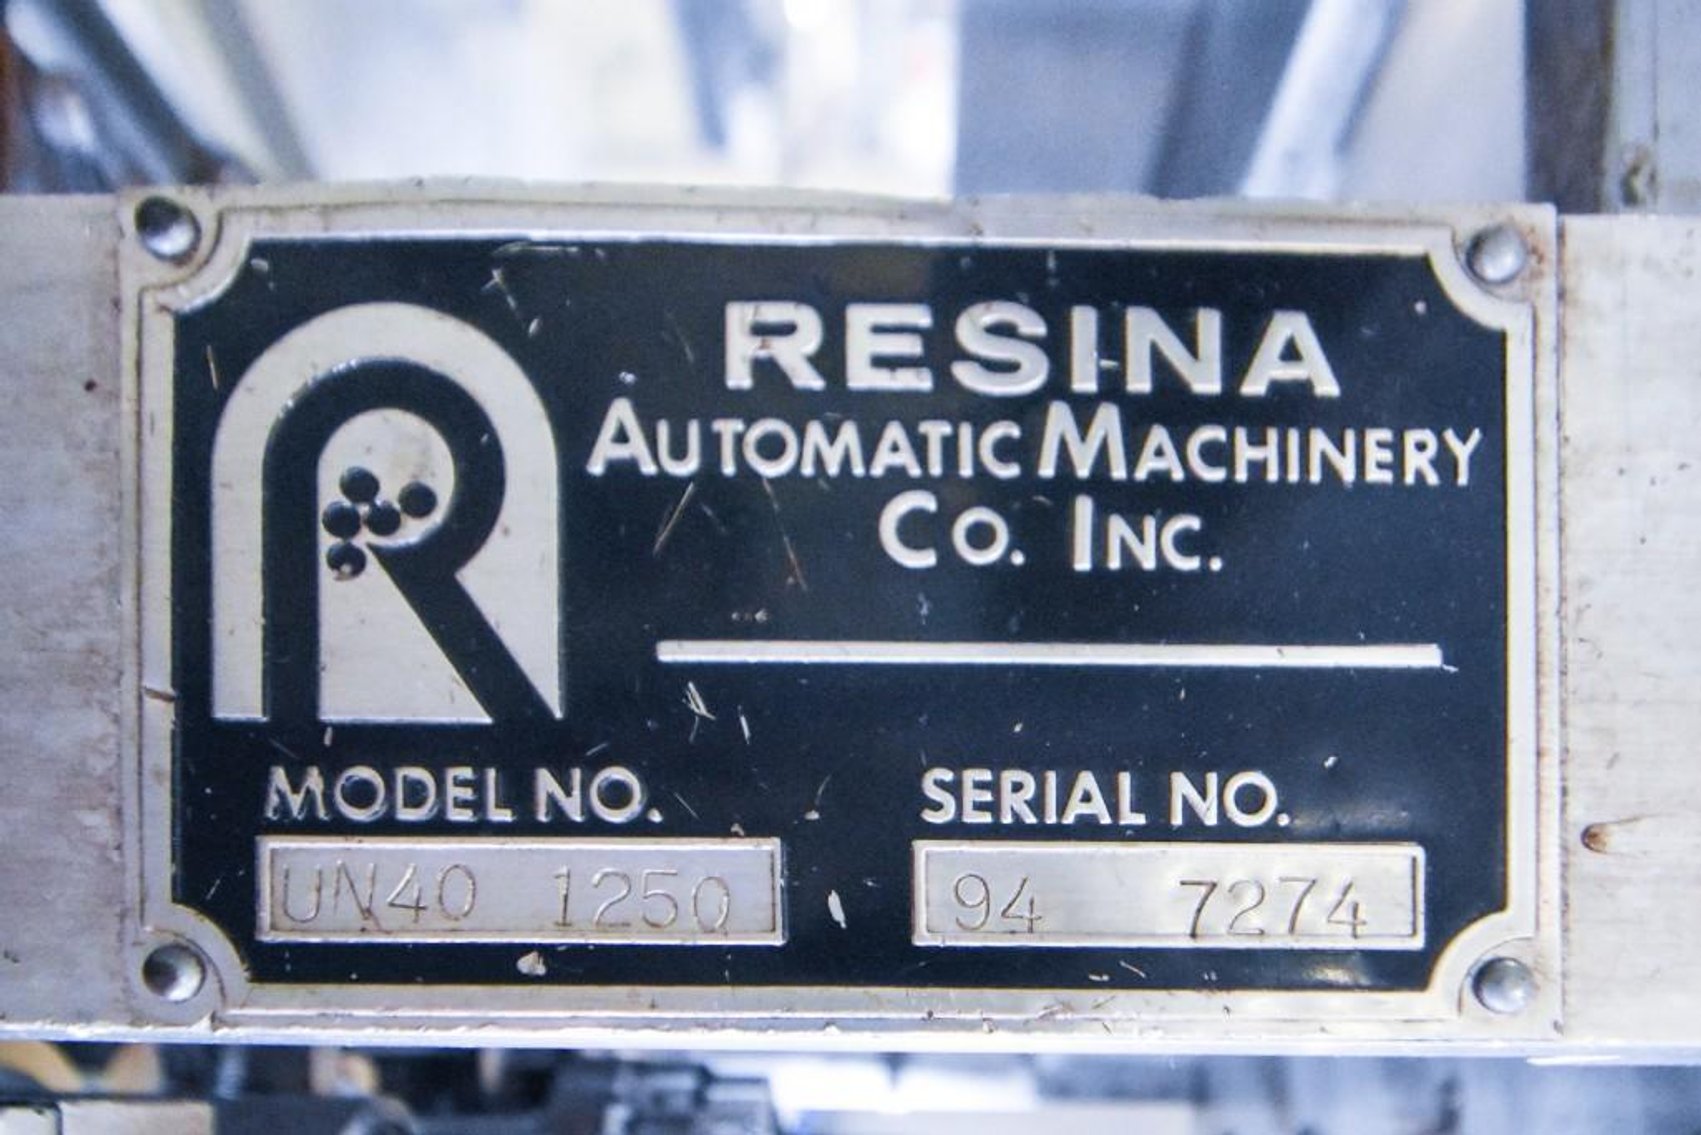 R
RESINA
AUTOMATIC MACHINERY
CO. INC.
MODEL NO. SERIAL NO.
UN40 1250 94 7274